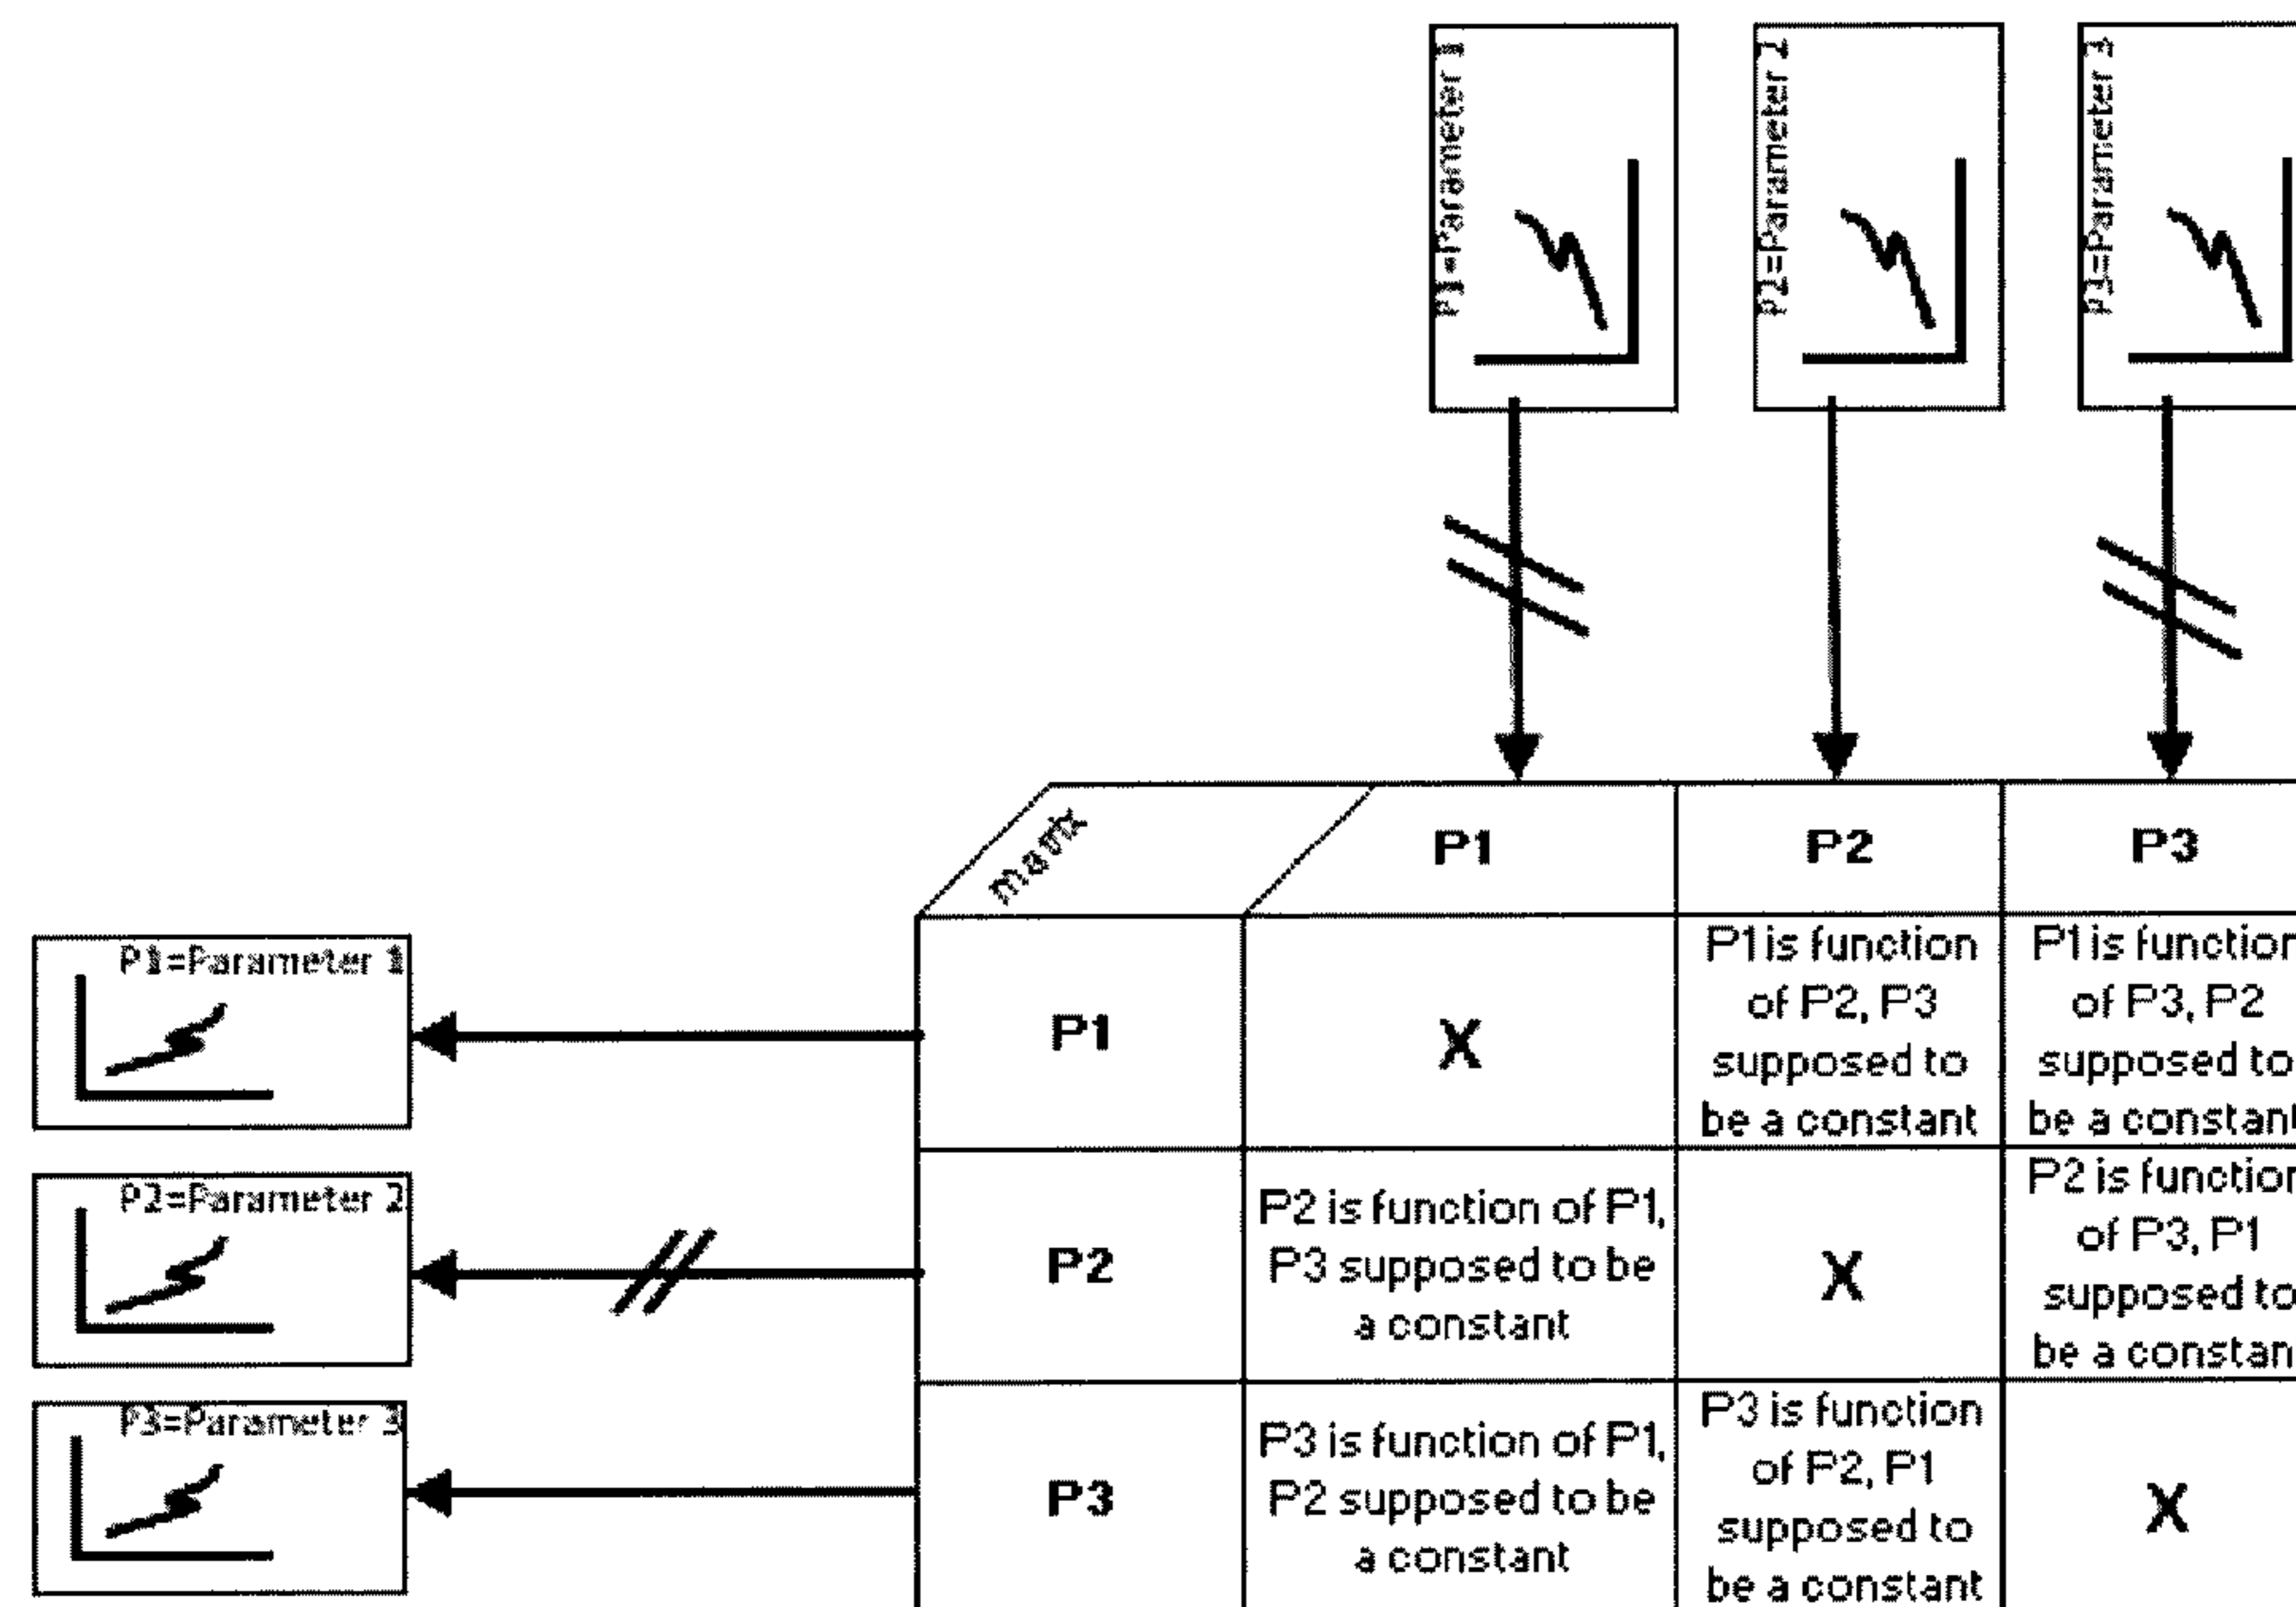 P1=Parameter 1
P2=Parameter 2
P3=Parameter 3
matrix
P1
P2
P3
P1=Parameter 1
P1
X
P1 is function
of P2, P3
supposed to
be a constant
P1 is function
of P3, P2
supposed to
be a constant
P2=Parameter 2
P2
P2 is function of P1,
P3 supposed to be
a constant
X
P2 is function
of P3, P1
supposed to
be a constan
P3=Parameter 3
P3
P3 is function of P1,
P2 supposed to be
a constant
P3 is function
of P2, P1
supposed to
be a constant
X